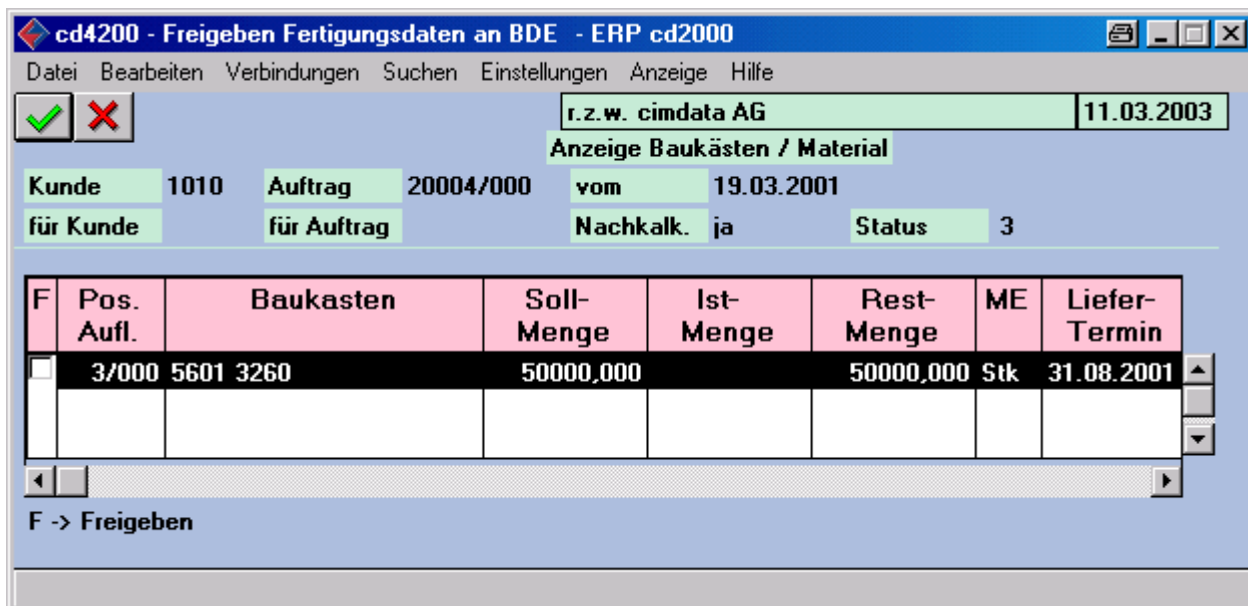 cd4200 - Freigeben Fertigungsdaten an BDE - ERP cd2000
Datei Bearbeiten Verbindungen Suchen Einstellungen Anzeige Hilfe
r.z.w. cimdata AG 11.03.2003
Anzeige Baukästen / Material
Kunde 1010 Auftrag 20004/000 vom 19.03.2001
für Kunde für Auftrag Nachkalk. ja Status 3
F Pos. Baukasten Soll- Ist- Rest- ME Liefer-
Aufl. Menge Menge Menge Termin
3/000 5601 3260 50000,000 50000,000 Stk 31.08.2001
F -> Freigeben